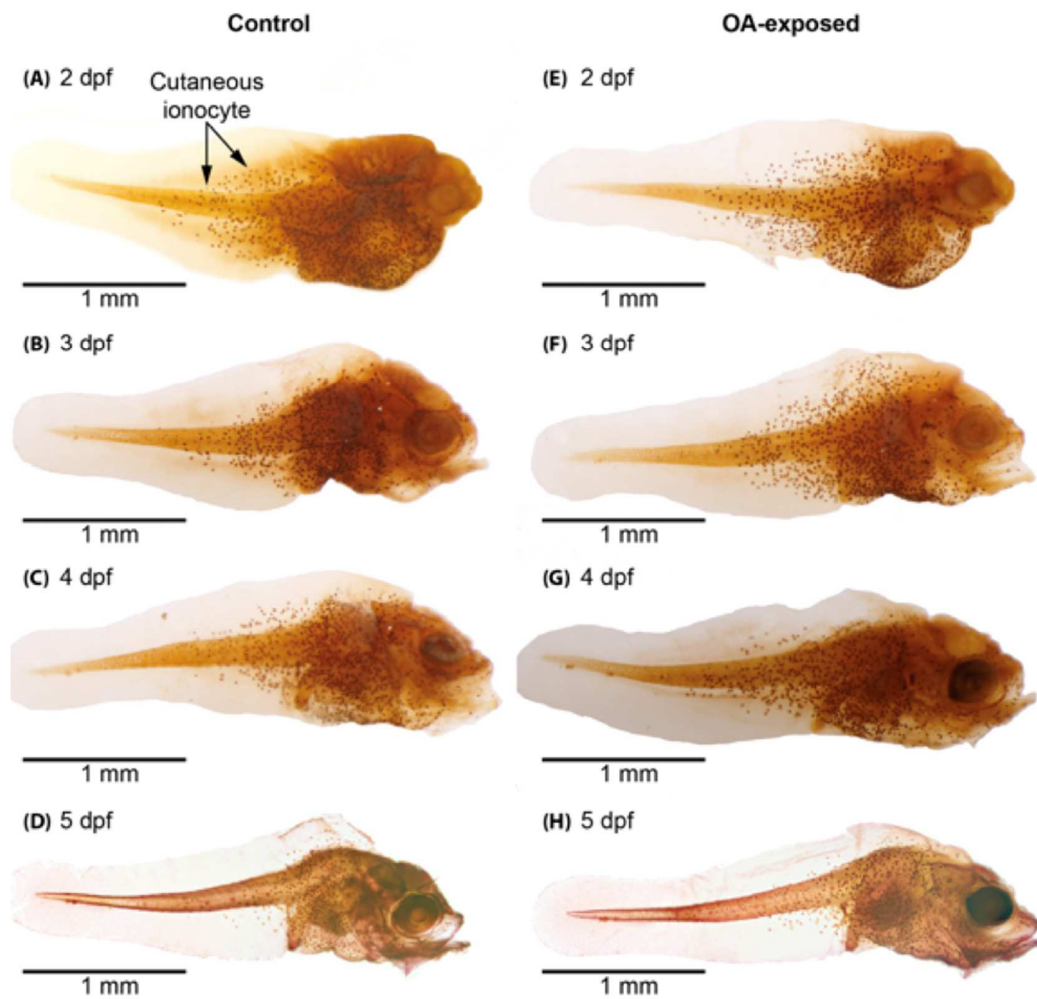 Control
OA-exposed
(A) 2 dpf
Cutaneous
ionocyte
(E) 2 dpf
1 mm
1 mm
(B) 3 dpf
(F) 3 dpf
1 mm
1 mm
(C) 4 dpf
(G) 4 dpf
1 mm
1 mm
(D) 5 dpf
(H) 5 dpf
1 mm
1 mm